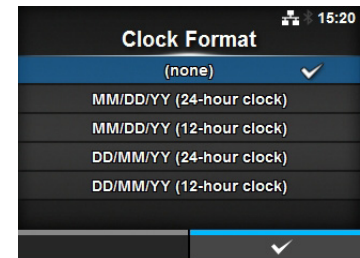 15:20
Clock Format
(none)
MM/DD/YY (24-hour clock)
MM/DD/YY (12-hour clock)
DD/MM/YY (24-hour clock)
DD/MM/YY (12-hour clock)